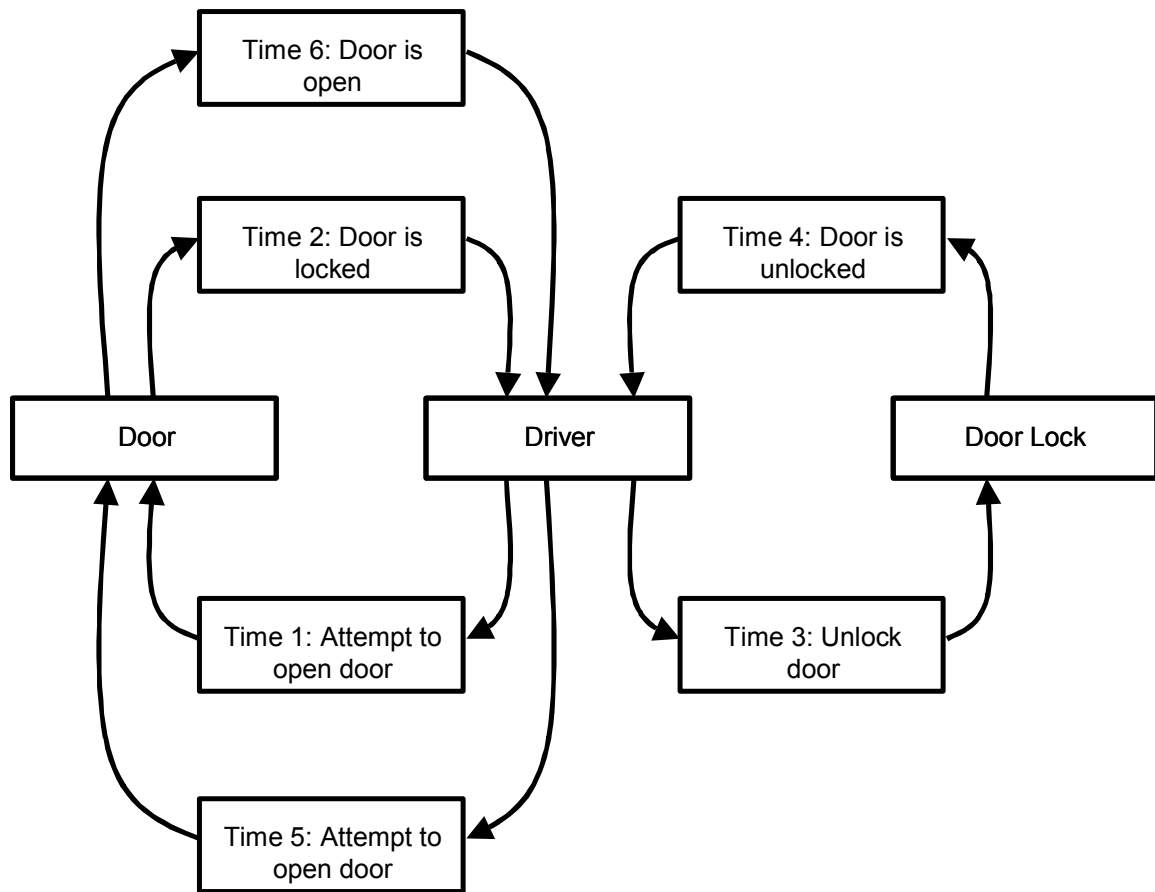 Time 6: Door is
open
Time 2: Door is
locked
Time 4: Door is
unlocked
Door
Driver
Door Lock
Time 1: Attempt to
open door
Time 3: Unlock
door
Time 5: Attempt to
open door